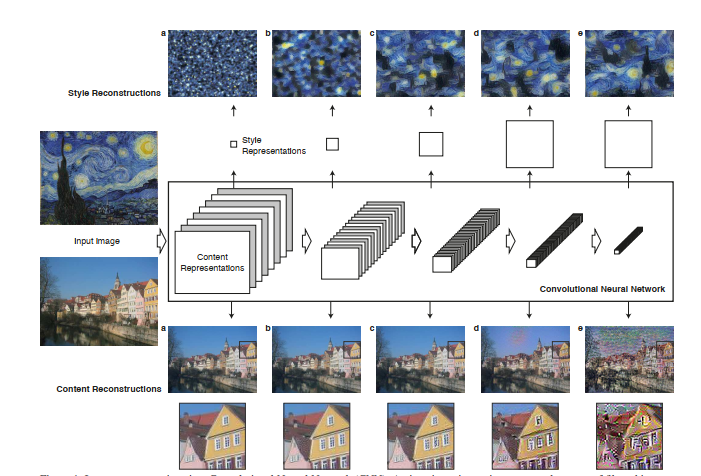 a b c d e
Style Reconstructions
Style
Representations
Input Image
Content
Representations
Convolutional Neural Network
a b c d e
Content Reconstructions